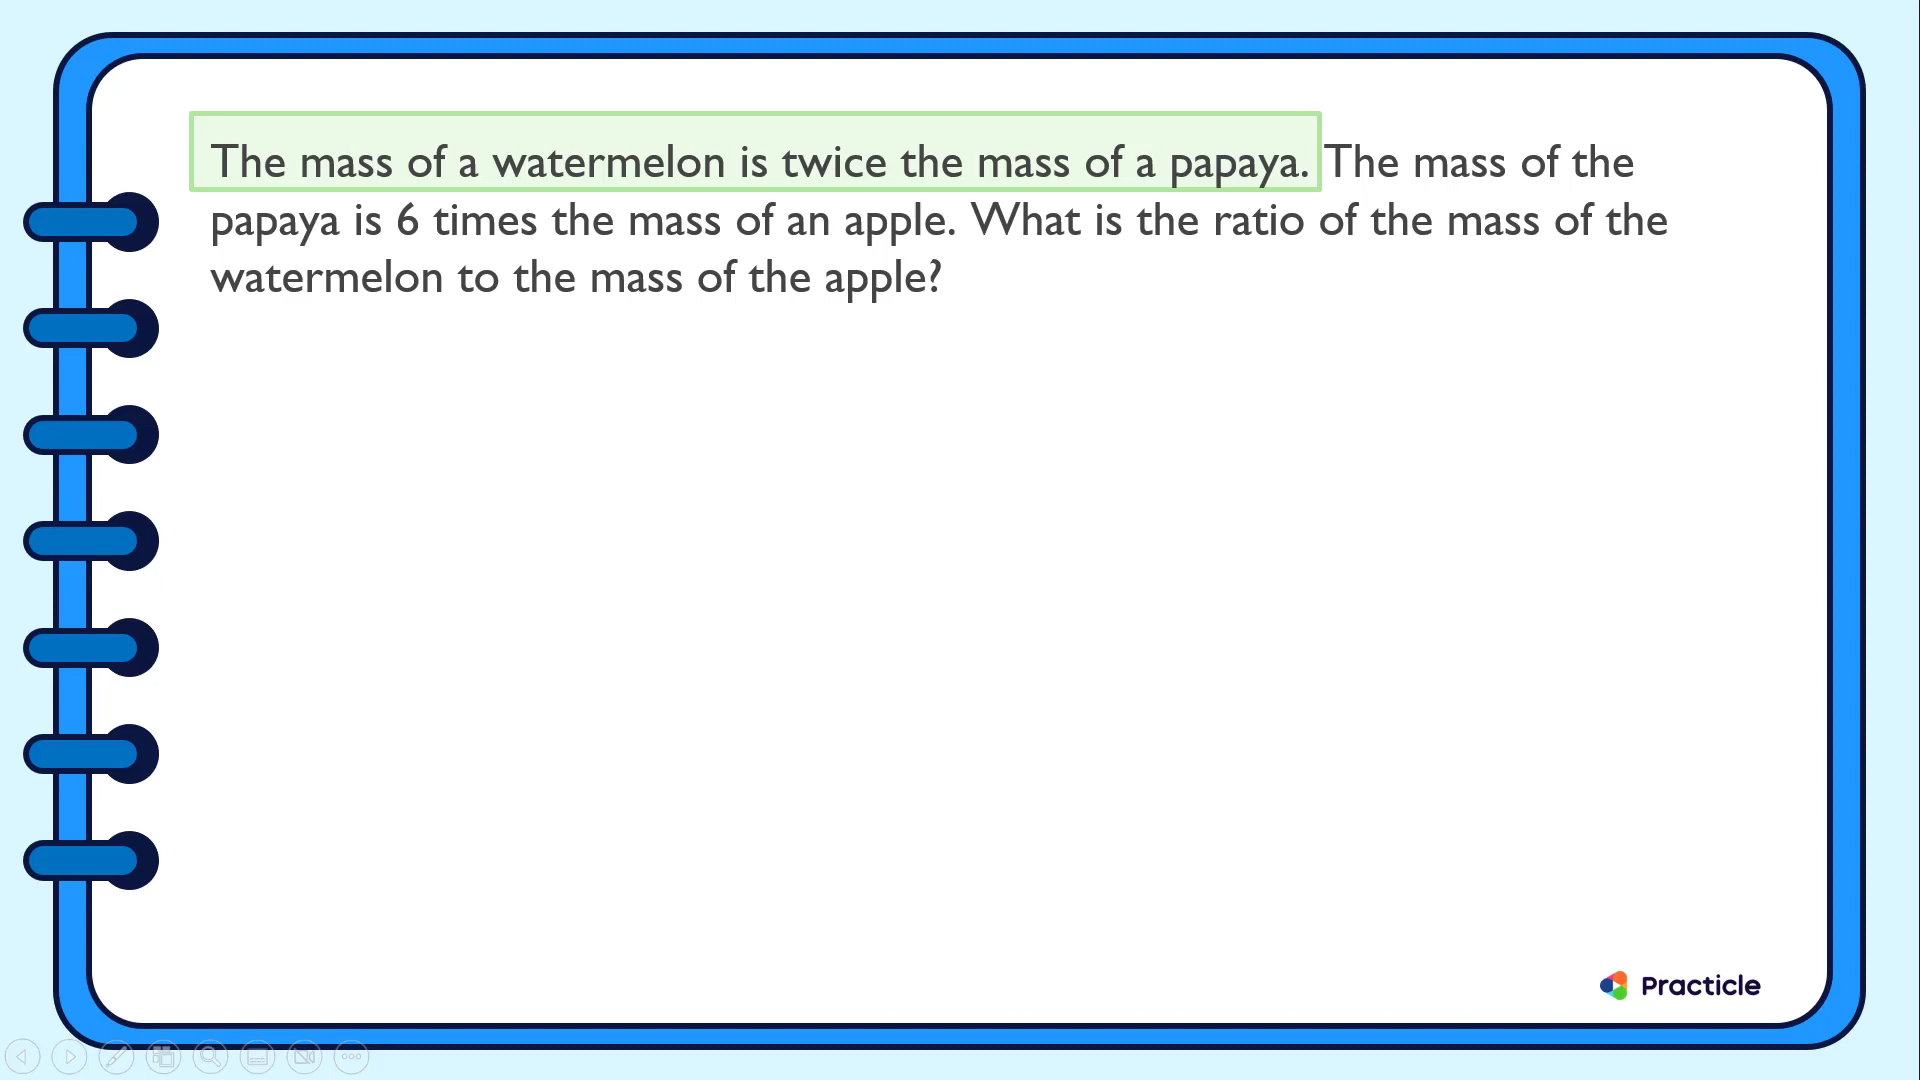 The mass of a watermelon is twice the mass of a papaya. The mass of the
papaya is 6 times the mass of an apple. What is the ratio of the mass of the
watermelon to the mass of the apple?
Practicle